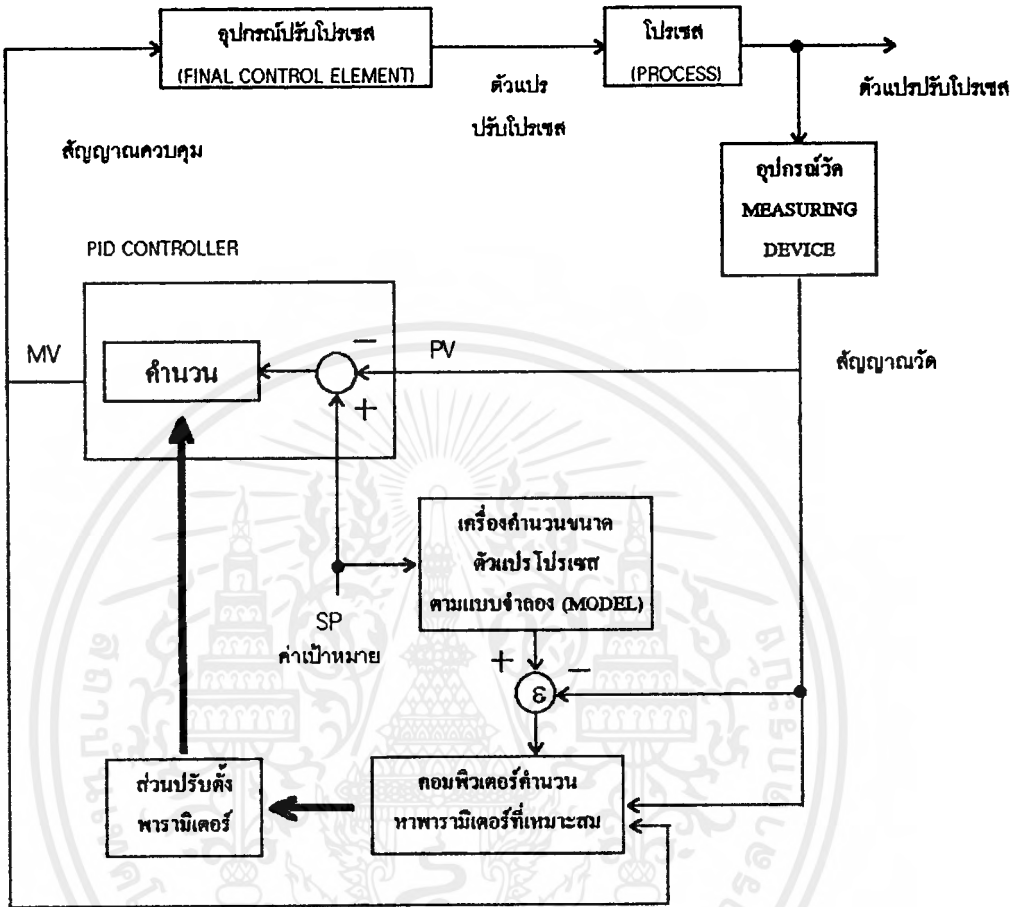 อุปกรณ์ปรับโปรเซส
(FINAL CONTROL ELEMENT)
โปรเซส
(PROCESS)
ตัวแปร
ปรับโปรเซส
ตัวแปรปรับโปรเซส
สัญญาณควบคุม
อุปกรณ์วัด
MEASURING
DEVICE
PID CONTROLLER
MV
คำนวน
−
+
PV
สัญญาณวัด
เครื่องคำนวนขนาด
ตัวแปรโปรเซส
ตามแบบจำลอง (MODEL)
SP
ค่าเป้าหมาย
+
−
ε
ส่วนปรับตั้ง
พารามิเตอร์
คอมพิวเตอร์คำนวน
หาพารามิเตอร์ที่เหมาะสม